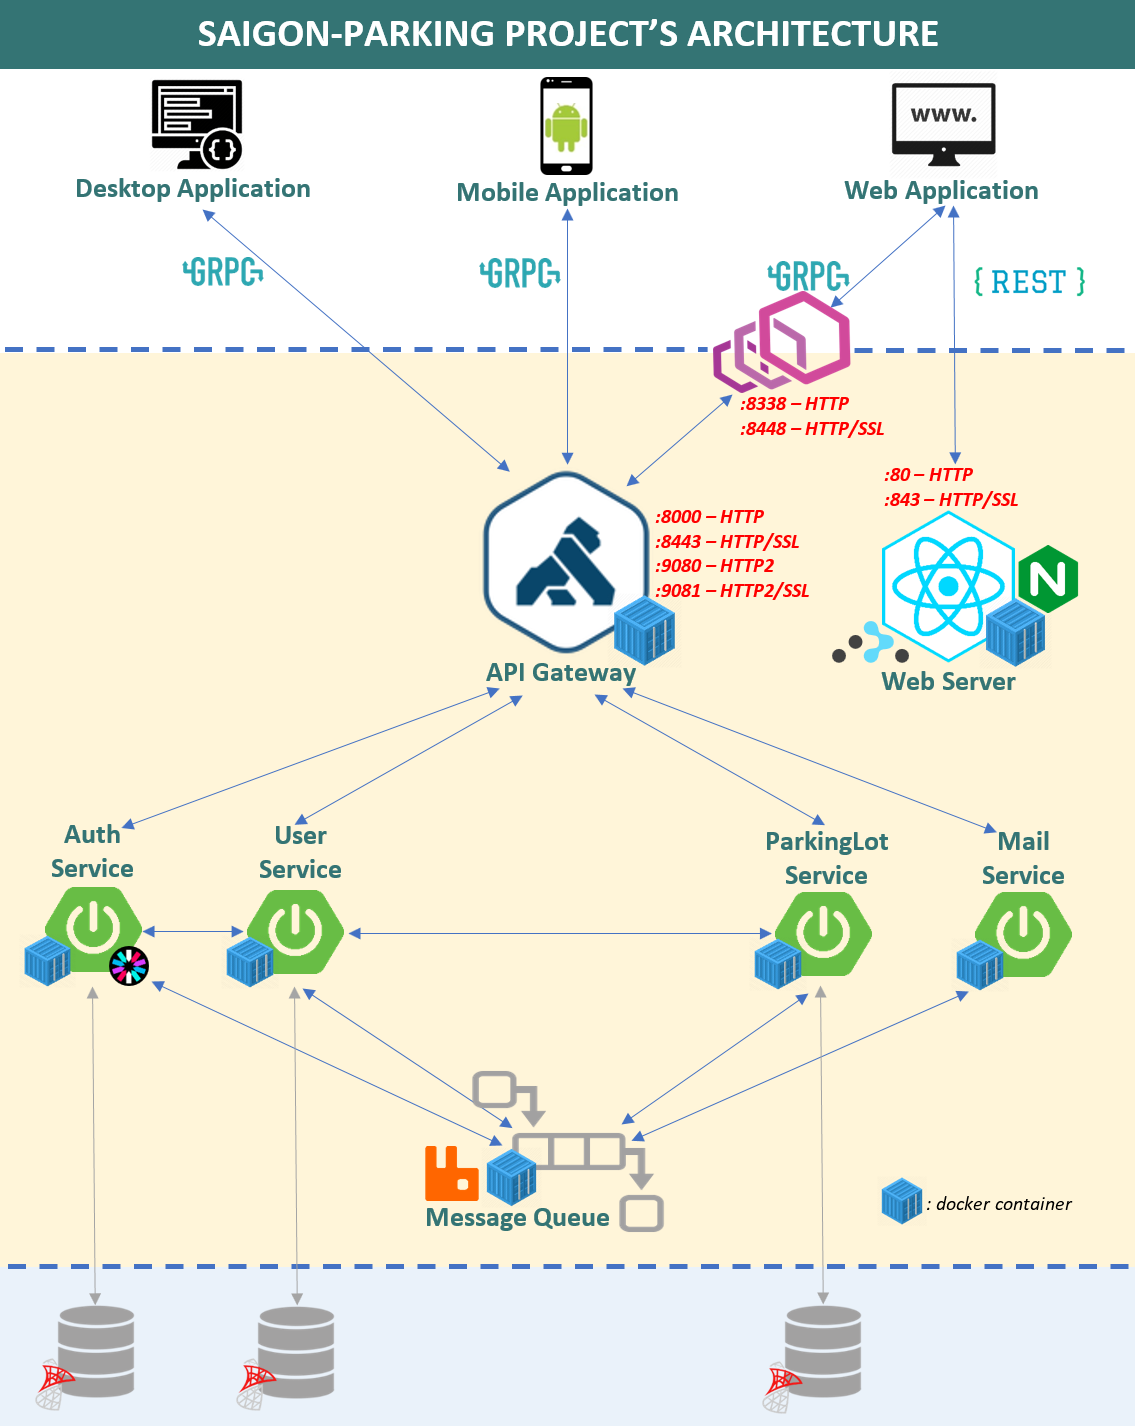 SAIGON-PARKING PROJECT'S ARCHITECTURE
www.
{}
Desktop Application
Mobile Application
Web Application
GRPC
GRPC
GRPC
{ REST }
:8338 – HTTP
:8448 – HTTP/SSL
:80 – HTTP
:843 – HTTP/SSL
:8000 – HTTP
:8443 – HTTP/SSL
:9080 – HTTP2
:9081 – HTTP2/SSL
N
API Gateway
Web Server
Auth
Service
User
Service
ParkingLot
Service
Mail
Service
Message Queue
: docker container